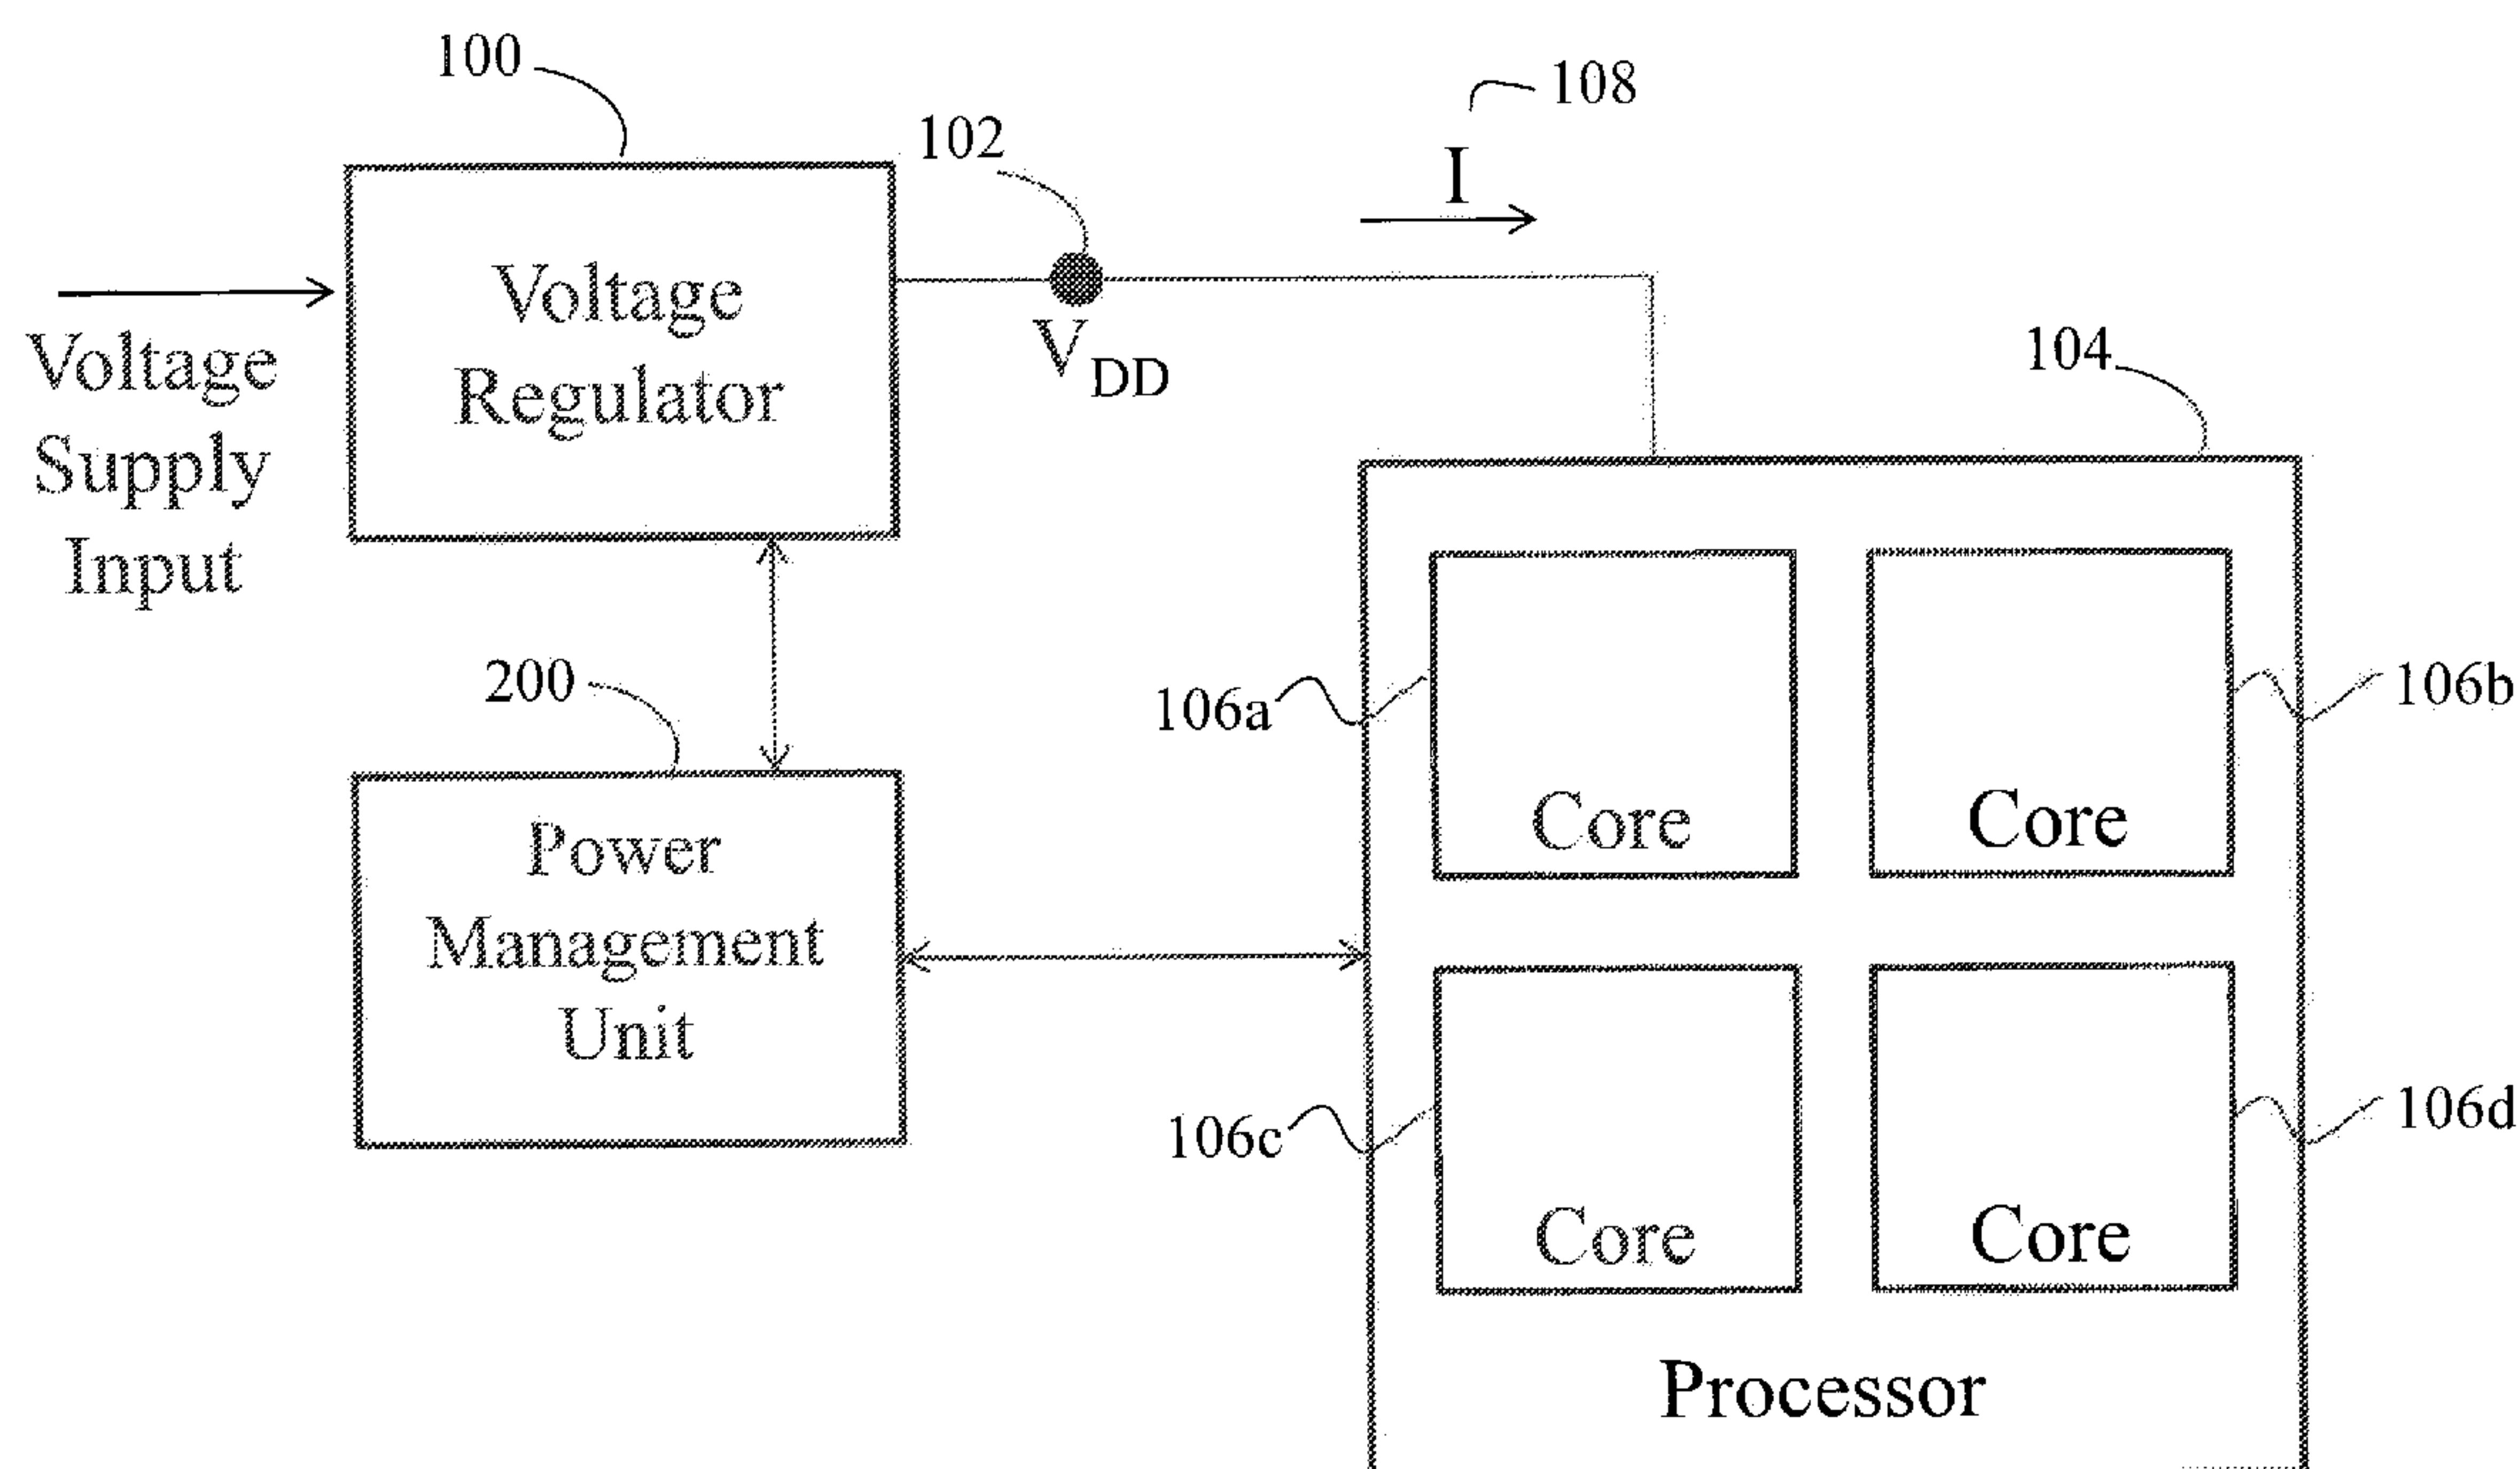 100
108
102
I
Voltage
Regulator
V
DD
Voltage
Supply
Input
104
200
106a
106b
Core
Core
Power
Management
Unit
106c
106d
Core
Core
Processor